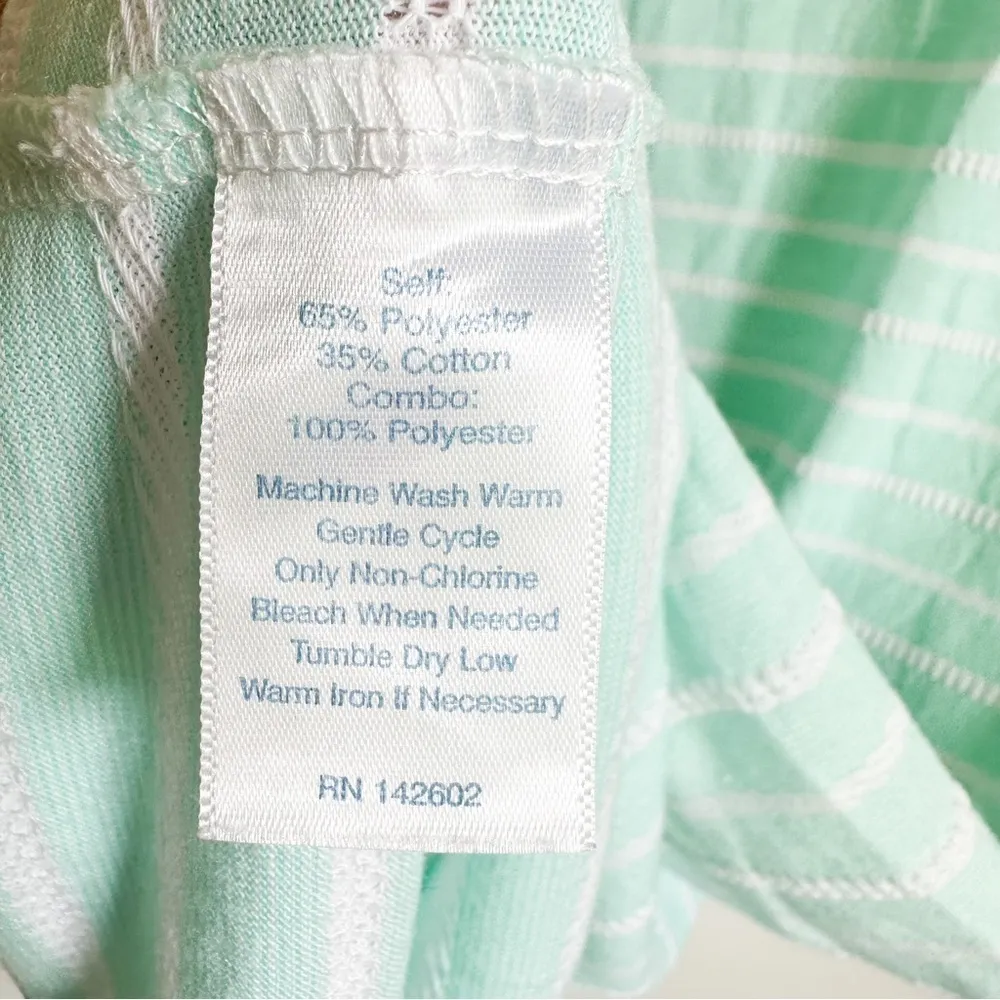 Self:
65% Polyester
35% Cotton
Combo:
100% Polyester
Machine Wash Warm
Gentle Cycle
Only Non-Chlorine
Bleach When Needed
Tumble Dry Low
Warm Iron If Necessary
RN 142602